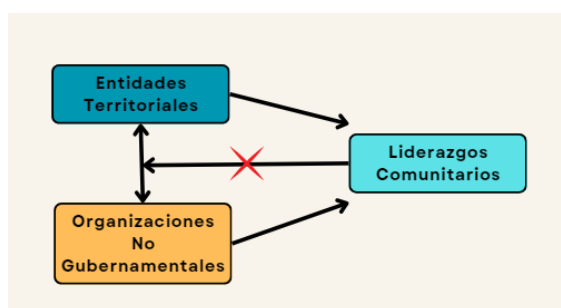 Entidades
Territoriales
Liderazgos
Comunitarios
Organizaciones
No
Gubernamentales